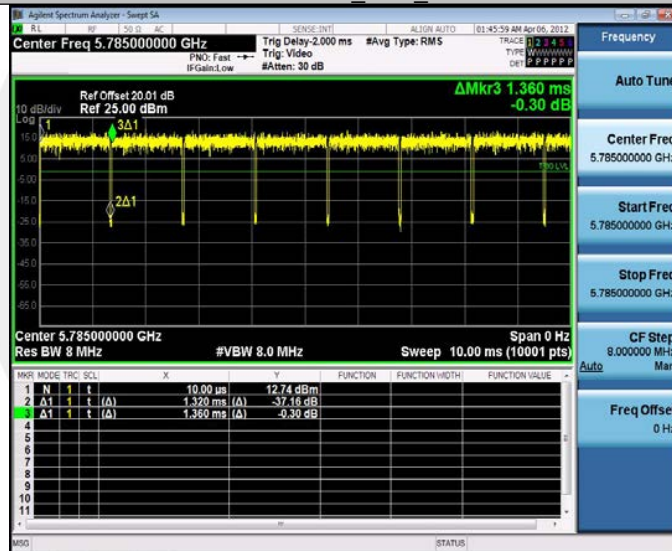 Agilent Spectrum Analyzer - Swept SA
RL RF 50 Ω AC SENSE:INT ALIGN AUTO 01:45:59 AM Apr 06, 2012
Center Freq 5.785000000 GHz
PNO: Fast
IFGain:Low
Trig Delay-2.000 ms
Trig: Video
#Atten: 30 dB
#Avg Type: RMS
TRACE 1 2 3 4 5
TYPE
DET P P P P P
Ref Offset 20.01 dB
10 dB/div Ref 25.00 dBm
ΔMkr3 1.360 ms
-0.30 dB
Log
15.0
5.00
-5.00
-15.0
-25.0
-35.0
-45.0
-55.0
-65.0
1
3Δ1
2Δ1
TRIG LVL
Center 5.785000000 GHz Span 0 Hz
Res BW 8 MHz #VBW 8.0 MHz Sweep 10.00 ms (10001 pts)
MKR MODE TRC SCL X Y FUNCTION FUNCTION WIDTH FUNCTION VALUE
1 N 1 t 10.00 µs 12.74 dBm
2 Δ1 1 t (Δ) 1.320 ms (Δ) -37.16 dB
3 Δ1 1 t (Δ) 1.360 ms (Δ) -0.30 dB
4
5
6
7
8
9
10
11
MSG STATUS
Frequency
Auto Tune
Center Freq
5.785000000 GHz
Start Freq
5.785000000 GHz
Stop Freq
5.785000000 GHz
CF Step
8.000000 MHz
Auto Man
Freq Offset
0 Hz